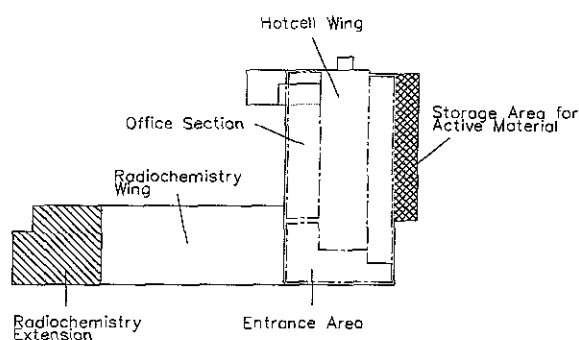 Hotcell Wing
Office Section
Storage Area for
Active Material
Radiochemistry
Wing
Radiochemistry
Extension
Entrance Area